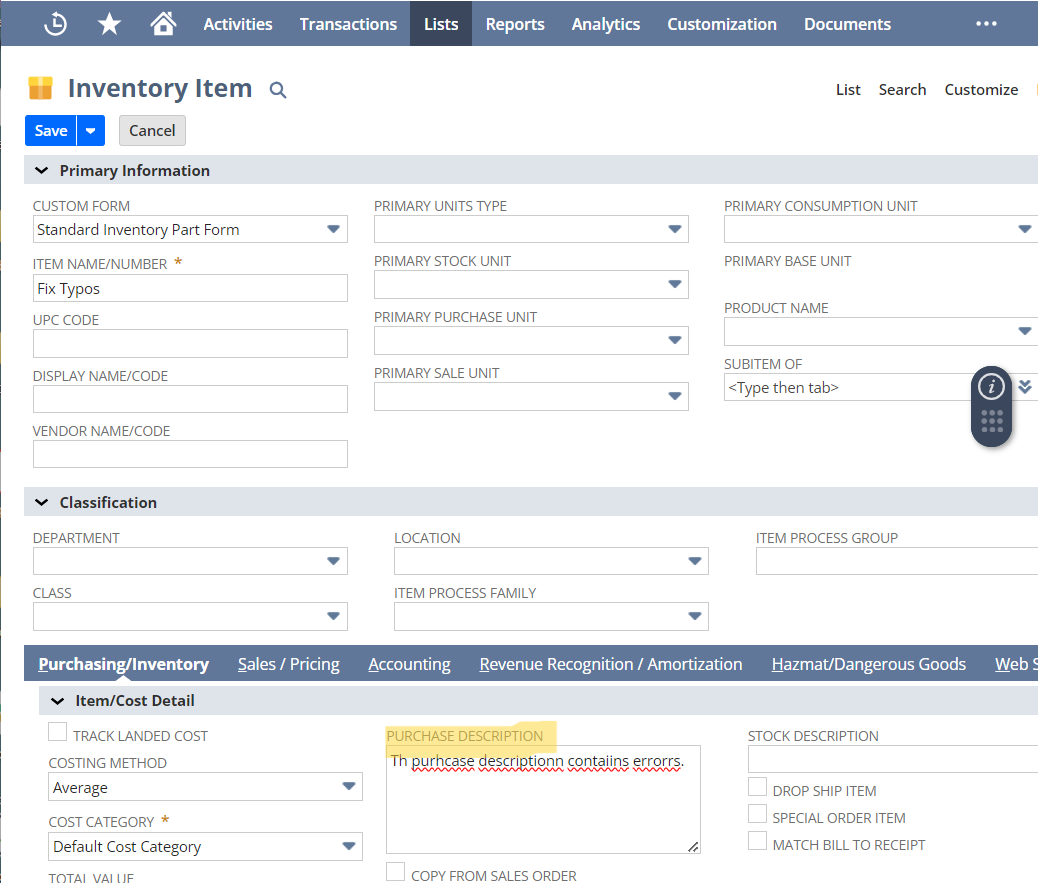 Activities Transactions Lists Reports Analytics Customization Documents
Inventory Item
List Search Customize
Save Cancel
Primary Information
CUSTOM FORM
Standard Inventory Part Form
ITEM NAME/NUMBER *
Fix Typos
UPC CODE
DISPLAY NAME/CODE
VENDOR NAME/CODE
PRIMARY UNITS TYPE
PRIMARY STOCK UNIT
PRIMARY PURCHASE UNIT
PRIMARY SALE UNIT
PRIMARY CONSUMPTION UNIT
PRIMARY BASE UNIT
PRODUCT NAME
SUBITEM OF
<Type then tab>
Classification
DEPARTMENT
CLASS
LOCATION
ITEM PROCESS FAMILY
ITEM PROCESS GROUP
Purchasing/Inventory Sales / Pricing Accounting Revenue Recognition / Amortization Hazmat/Dangerous Goods Web S
Item/Cost Detail
TRACK LANDED COST
COSTING METHOD
Average
COST CATEGORY *
Default Cost Category
TOTAL VALUE
PURCHASE DESCRIPTION
Th purhcase descriptionn contaiins errorrs.
COPY FROM SALES ORDER
STOCK DESCRIPTION
DROP SHIP ITEM
SPECIAL ORDER ITEM
MATCH BILL TO RECEIPT